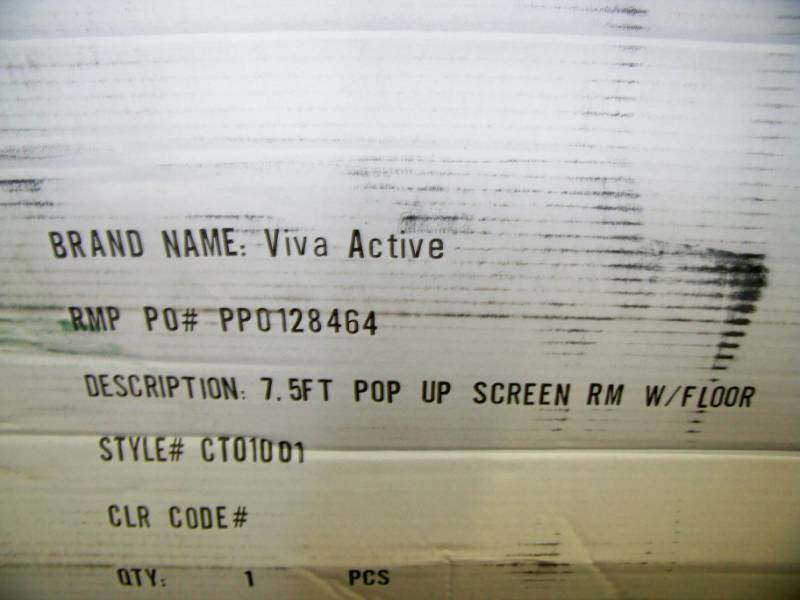 BRAND NAME: Viva Active
RMP PO# PPO128464
DESCRIPTION: 7.5FT POP UP SCREEN RM W/FLOOR
STYLE# CT01001
CLR CODE#
QTY: 1 PCS